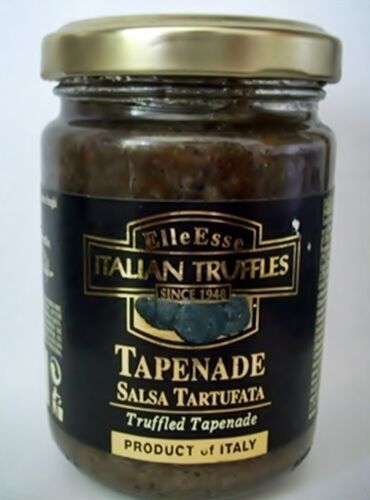 ElleEsse
ITALIAN TRUFFLES
SINCE 1948
TAPENADE
SALSA TARTUFATA
Truffled Tapenade
PRODUCT of ITALY